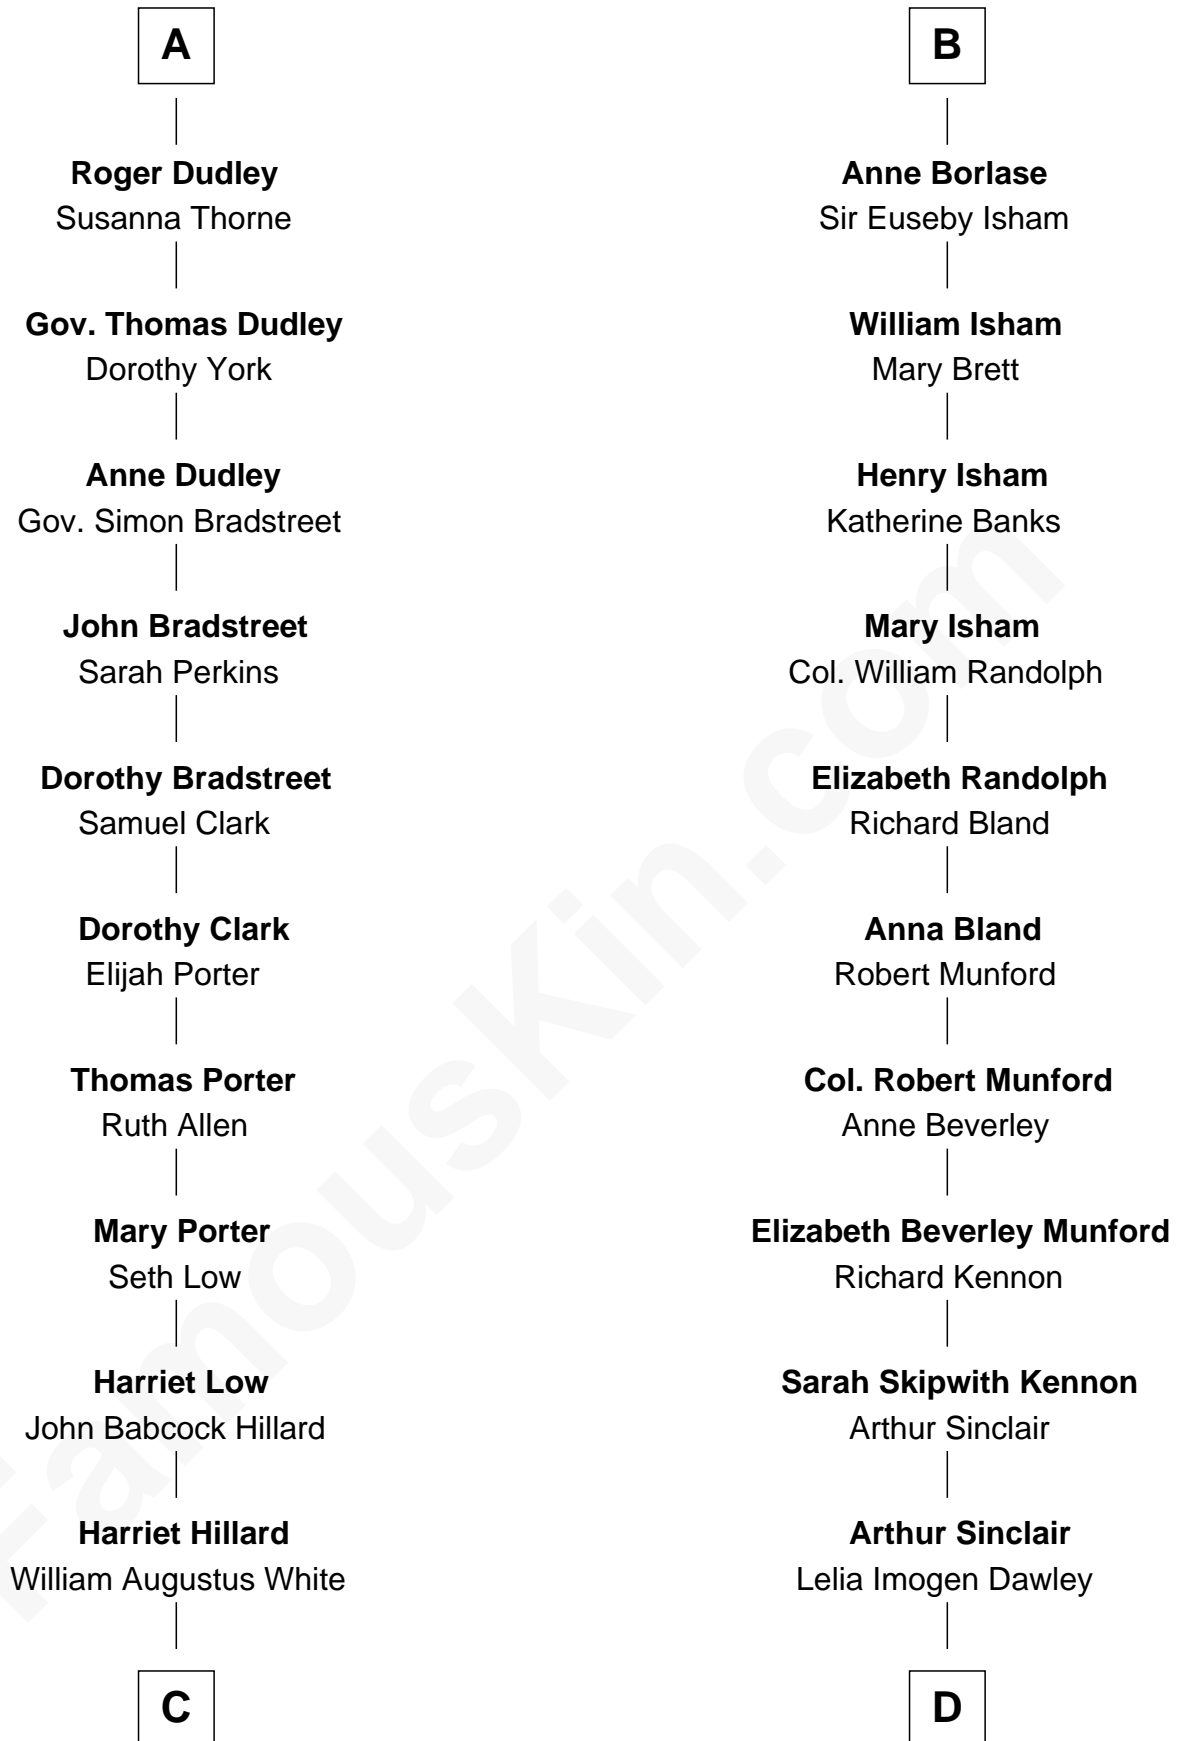 A
Roger Dudley
Susanna Thorne
Gov. Thomas Dudley
Dorothy York
Anne Dudley
Gov. Simon Bradstreet
John Bradstreet
Sarah Perkins
Dorothy Bradstreet
Samuel Clark
Dorothy Clark
Elijah Porter
Thomas Porter
Ruth Allen
Mary Porter
Seth Low
Harriet Low
John Babcock Hillard
Harriet Hillard
William Augustus White
C
B
Anne Borlase
Sir Euseby Isham
William Isham
Mary Brett
Henry Isham
Katherine Banks
Mary Isham
Col. William Randolph
Elizabeth Randolph
Richard Bland
Anna Bland
Robert Munford
Col. Robert Munford
Anne Beverley
Elizabeth Beverley Munford
Richard Kennon
Sarah Skipwith Kennon
Arthur Sinclair
Arthur Sinclair
Lelia Imogen Dawley
D
FamousKin.com